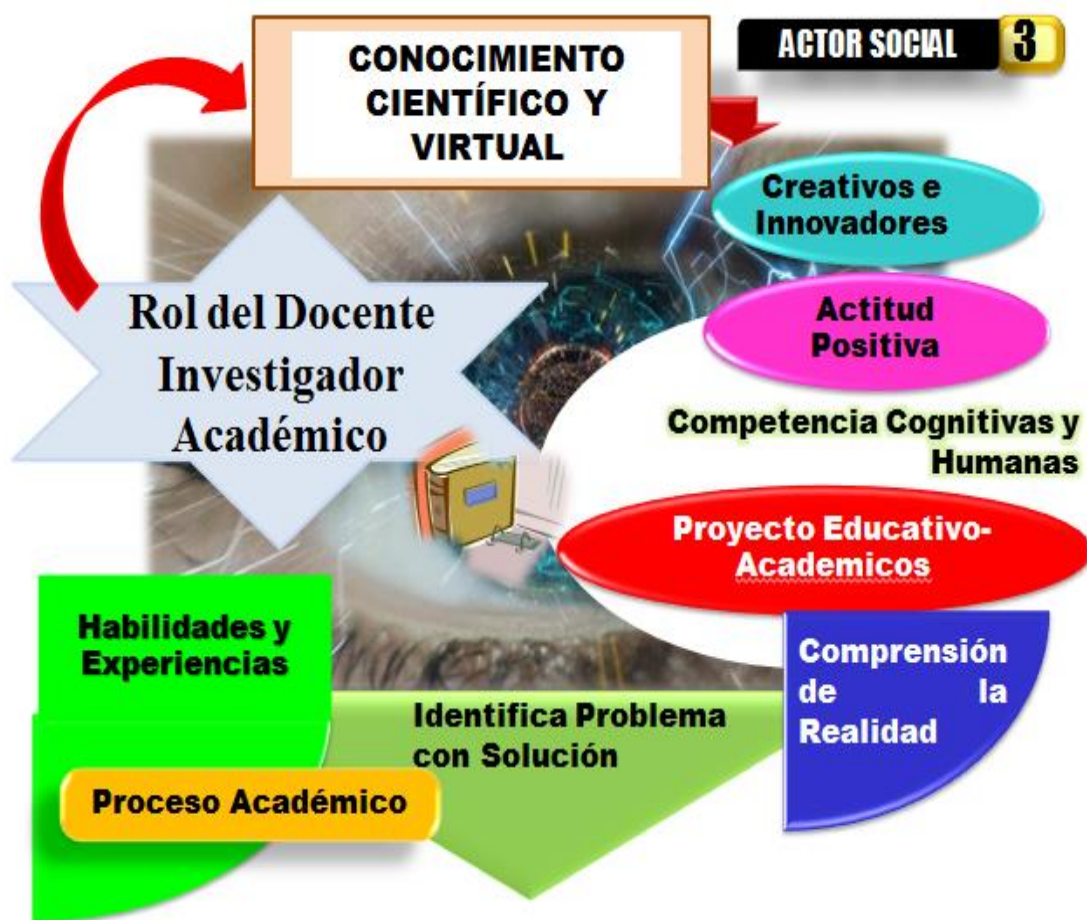 CONOCIMIENTO
CIENTÍFICO Y
VIRTUAL
ACTOR SOCIAL 3
Creativos e
Innovadores
Rol del Docente
Investigador
Académico
Actitud
Positiva
Competencia Cognitivas y
Humanas
Proyecto Educativo-
Academicos
Habilidades y
Experiencias
Comprensión
de la
Realidad
Identifica Problema
con Solución
Proceso Académico